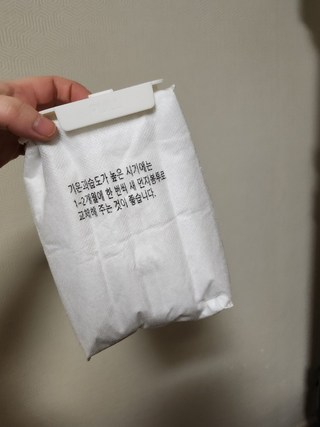 기온과습도가 높은 시기에는
1~2개월에 한 번씩 새 먼지봉투로
교체해 주는 것이 좋습니다.